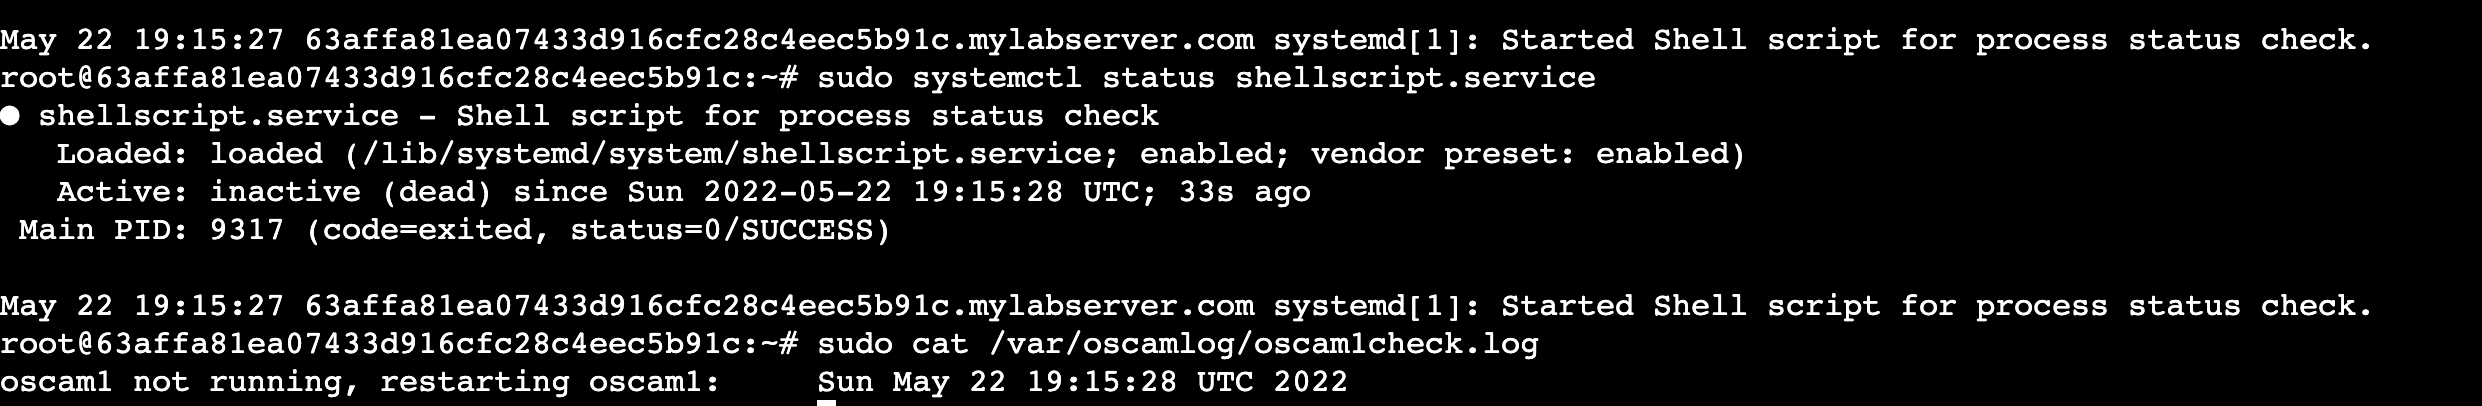 May 22 19:15:27 63affa81ea07433d916cfc28c4eec5b91c.mylabserver.com systemd[1]: Started Shell script for process status check.
root@63affa81ea07433d916cfc28c4eec5b91c:~# sudo systemctl status shellscript.service
● shellscript.service - Shell script for process status check
   Loaded: loaded (/lib/systemd/system/shellscript.service; enabled; vendor preset: enabled)
   Active: inactive (dead) since Sun 2022-05-22 19:15:28 UTC; 33s ago
 Main PID: 9317 (code=exited, status=0/SUCCESS)

May 22 19:15:27 63affa81ea07433d916cfc28c4eec5b91c.mylabserver.com systemd[1]: Started Shell script for process status check.
root@63affa81ea07433d916cfc28c4eec5b91c:~# sudo cat /var/oscamlog/oscam1check.log
oscam1 not running, restarting oscam1:     Sun May 22 19:15:28 UTC 2022